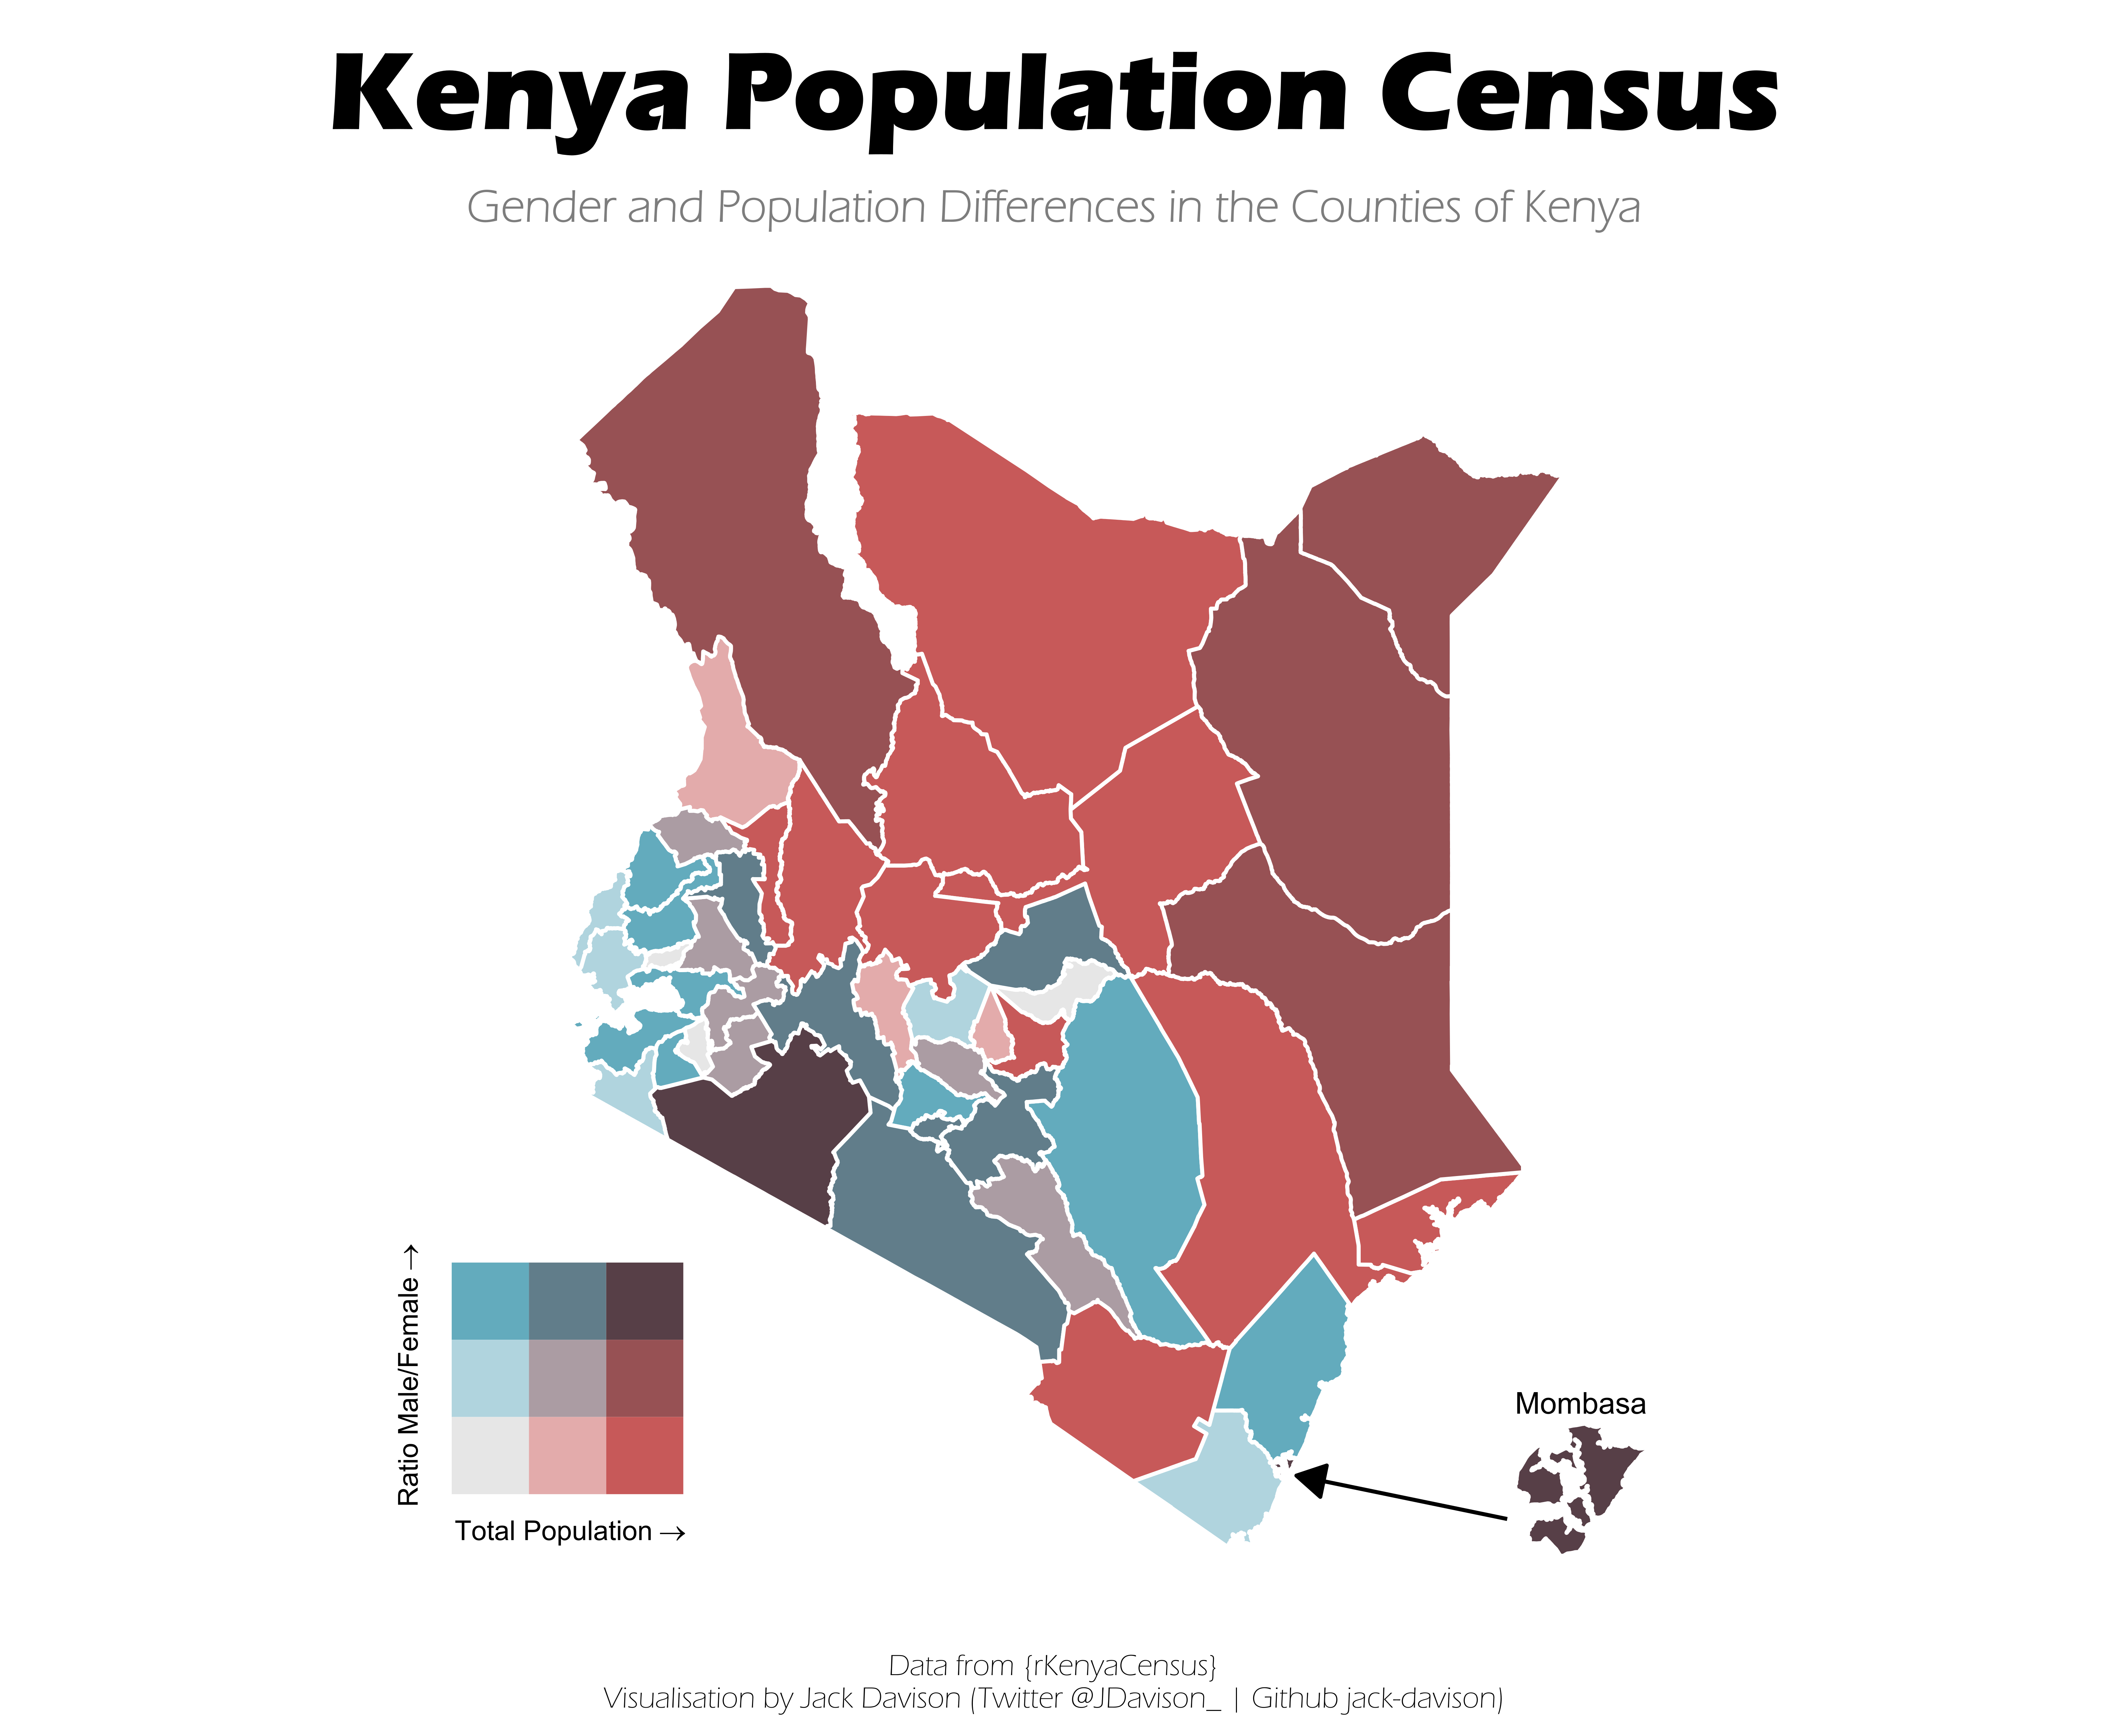 Kenya Population Census
Gender and Population Differences in the Counties of Kenya
Ratio Male/Female →
Total Population →
Mombasa
Data from {rKenyaCensus}
Visualisation by Jack Davison (Twitter @JDavison_ | Github jack-davison)